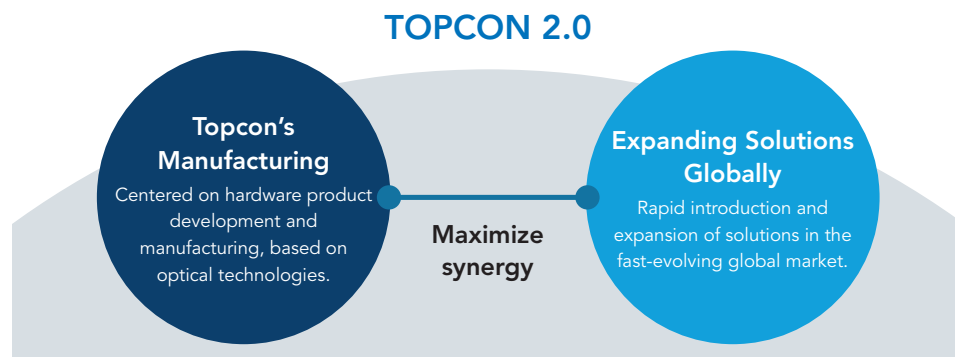 TOPCON 2.0
Topcon’s
Manufacturing
Centered on hardware product
development and
manufacturing, based on
optical technologies.
Maximize
synergy
Expanding Solutions
Globally
Rapid introduction and
expansion of solutions in the
fast-evolving global market.